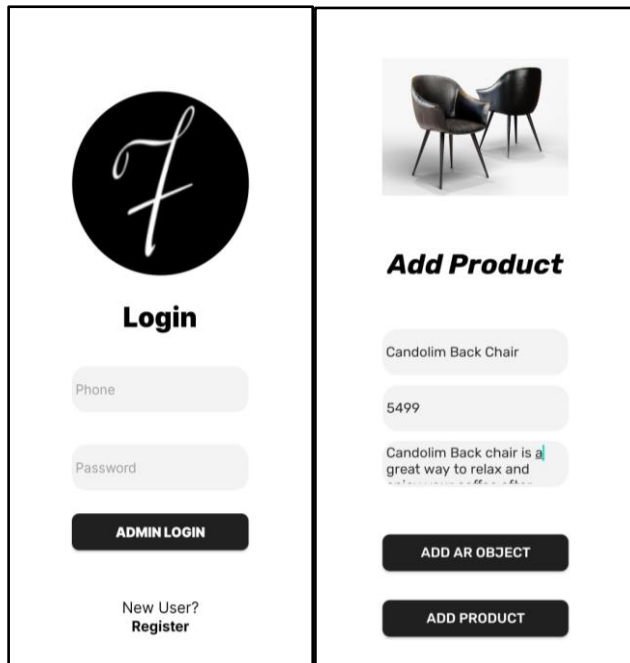 Login
Phone
Password
ADMIN LOGIN
New User?
Register
Add Product
Candolim Back Chair
5499
Candolim Back chair is a
great way to relax and
ADD AR OBJECT
ADD PRODUCT